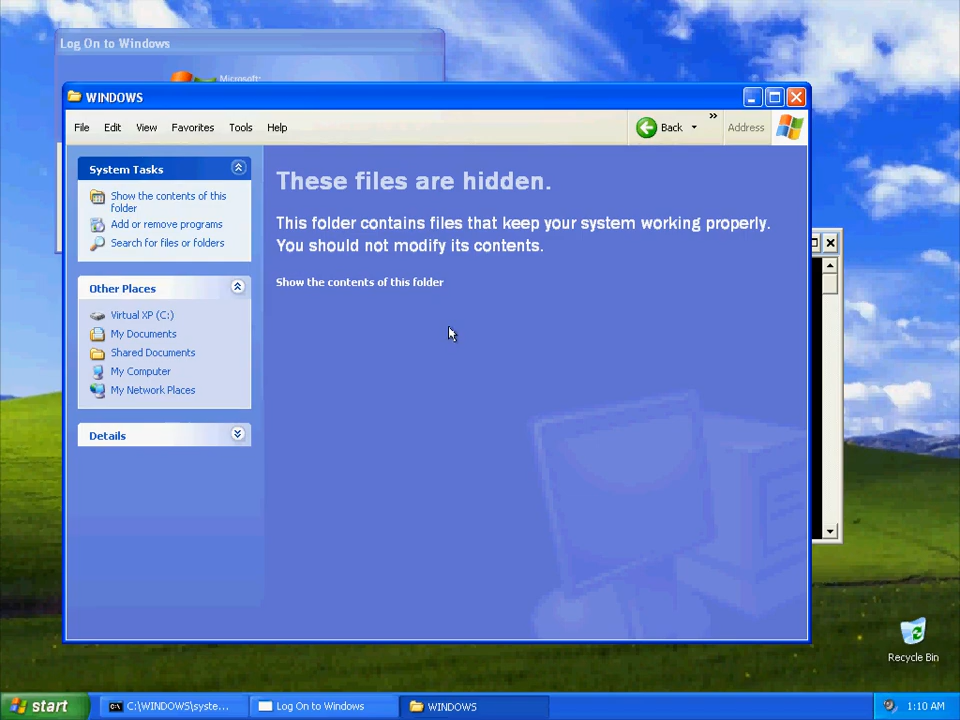 Log On to Windows
Microsoft
WINDOWS
File Edit View Favorites Tools Help
Back
»
Address
System Tasks
Show the contents of this
folder
Add or remove programs
Search for files or folders
Other Places
Virtual XP (C:)
My Documents
Shared Documents
My Computer
My Network Places
Details
These files are hidden.
This folder contains files that keep your system working properly.
You should not modify its contents.
Show the contents of this folder
Recycle Bin
start
C:\WINDOWS\syste...
Log On to Windows
WINDOWS
1:10 AM